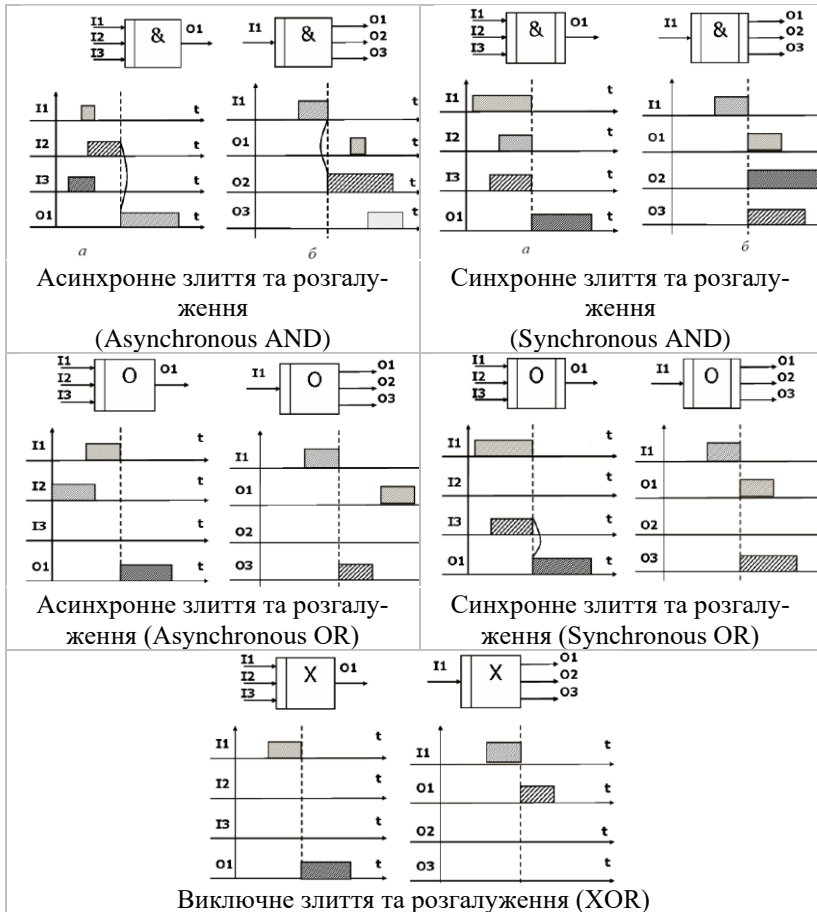 I1
I2
I3
&
O1
I1
&
O1
O2
O3
I1
t
I2
t
I3
t
O1
t
а
I1
t
O1
t
O2
t
O3
t
б
Асинхронне злиття та розгалу-
ження
(Asynchronous AND)
I1
I2
I3
&
O1
I1
&
O1
O2
O3
I1
t
I2
t
I3
t
O1
t
а
I1
t
O1
t
O2
t
O3
t
б
Синхронне злиття та розгалу-
ження
(Synchronous AND)
I1
I2
I3
O
O1
I1
O
O1
O2
O3
I1
t
I2
t
I3
t
O1
t
I1
O1
O2
O3
Асинхронне злиття та розгалу-
ження (Asynchronous OR)
I1
I2
I3
O
O1
I1
O
O1
O2
O3
I1
t
I2
t
I3
t
O1
t
I1
t
O1
t
O2
t
O3
t
Синхронне злиття та розгалу-
ження (Synchronous OR)
I1
I2
I3
X
O1
I1
X
O1
O2
O3
I1
t
I2
t
I3
t
O1
t
I1
t
O1
t
O2
t
O3
t
Виключне злиття та розгалуження (XOR)